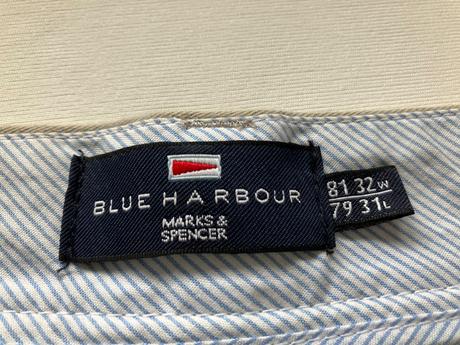 BLUE HARBOUR
MARKS &
SPENCER
81 32W
79 31L